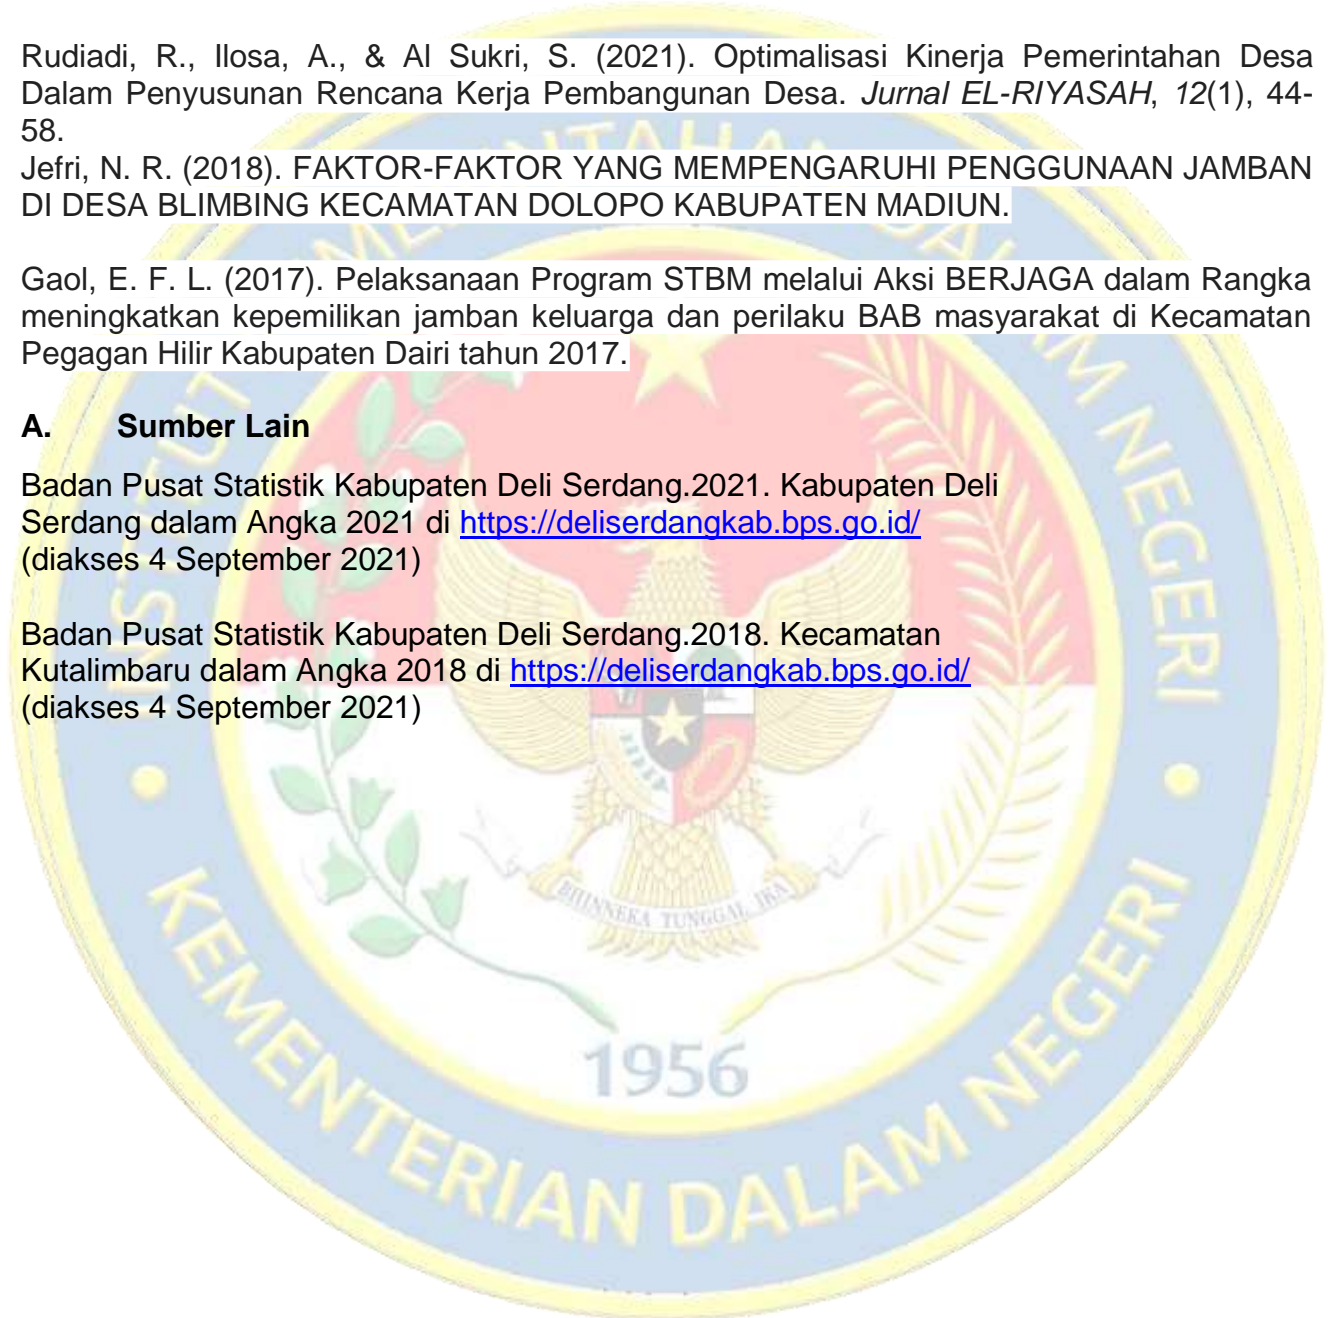 Rudiadi, R., Ilosa, A., & Al Sukri, S. (2021). Optimalisasi Kinerja Pemerintahan Desa
Dalam Penyusunan Rencana Kerja Pembangunan Desa. Jurnal EL-RIYASAH, 12(1), 44-
58.
Jefri, N. R. (2018). FAKTOR-FAKTOR YANG MEMPENGARUHI PENGGUNAAN JAMBAN
DI DESA BLIMBING KECAMATAN DOLOPO KABUPATEN MADIUN.
Gaol, E. F. L. (2017). Pelaksanaan Program STBM melalui Aksi BERJAGA dalam Rangka
meningkatkan kepemilikan jamban keluarga dan perilaku BAB masyarakat di Kecamatan
Pegagan Hilir Kabupaten Dairi tahun 2017.
A. Sumber Lain
Badan Pusat Statistik Kabupaten Deli Serdang.2021. Kabupaten Deli
Serdang dalam Angka 2021 di https://deliserdangkab.bps.go.id/
(diakses 4 September 2021)
Badan Pusat Statistik Kabupaten Deli Serdang.2018. Kecamatan
Kutalimbaru dalam Angka 2018 di https://deliserdangkab.bps.go.id/
(diakses 4 September 2021)
BHINNEKA TUNGGAL IKA
1956
KEMENTERIAN DALAM NEGERI